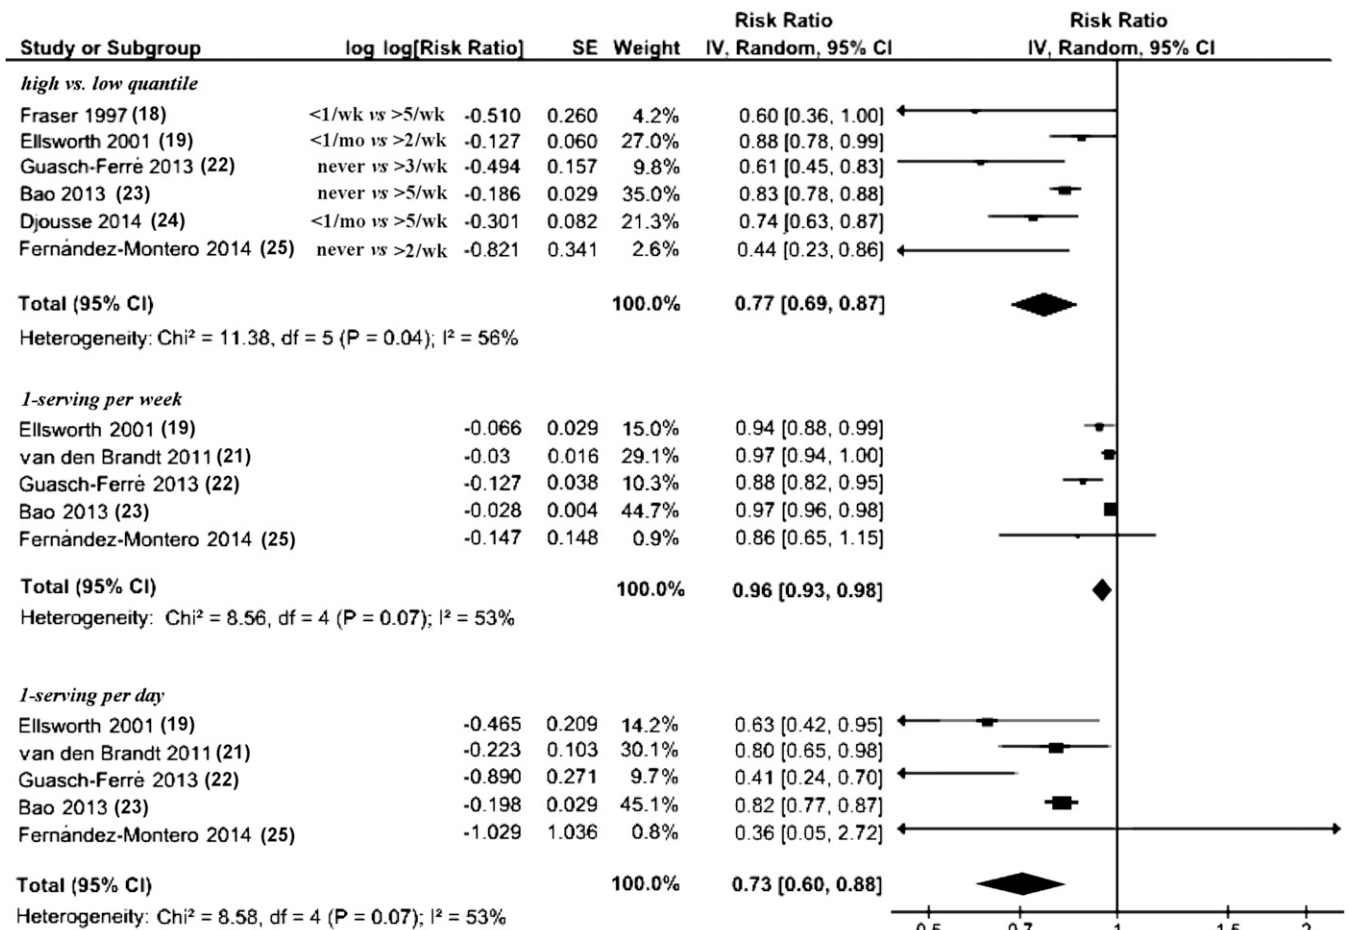 Risk Ratio Risk Ratio
Study or Subgroup log log[Risk Ratio] SE Weight IV, Random, 95% CI IV, Random, 95% CI
high vs. low quantile
Fraser 1997 (18) <1/wk vs >5/wk -0.510 0.260 4.2% 0.60 [0.36, 1.00]
Ellsworth 2001 (19) <1/mo vs >2/wk -0.127 0.060 27.0% 0.88 [0.78, 0.99]
Guasch-Ferré 2013 (22) never vs >3/wk -0.494 0.157 9.8% 0.61 [0.45, 0.83]
Bao 2013 (23) never vs >5/wk -0.186 0.029 35.0% 0.83 [0.78, 0.88]
Djousse 2014 (24) <1/mo vs >5/wk -0.301 0.082 21.3% 0.74 [0.63, 0.87]
Fernández-Montero 2014 (25) never vs >2/wk -0.821 0.341 2.6% 0.44 [0.23, 0.86]
Total (95% CI) 100.0% 0.77 [0.69, 0.87]
Heterogeneity: Chi² = 11.38, df = 5 (P = 0.04); I² = 56%
1-serving per week
Ellsworth 2001 (19) -0.066 0.029 15.0% 0.94 [0.88, 0.99]
van den Brandt 2011 (21) -0.03 0.016 29.1% 0.97 [0.94, 1.00]
Guasch-Ferré 2013 (22) -0.127 0.038 10.3% 0.88 [0.82, 0.95]
Bao 2013 (23) -0.028 0.004 44.7% 0.97 [0.96, 0.98]
Fernández-Montero 2014 (25) -0.147 0.148 0.9% 0.86 [0.65, 1.15]
Total (95% CI) 100.0% 0.96 [0.93, 0.98]
Heterogeneity: Chi² = 8.56, df = 4 (P = 0.07); I² = 53%
1-serving per day
Ellsworth 2001 (19) -0.465 0.209 14.2% 0.63 [0.42, 0.95]
van den Brandt 2011 (21) -0.223 0.103 30.1% 0.80 [0.65, 0.98]
Guasch-Ferré 2013 (22) -0.890 0.271 9.7% 0.41 [0.24, 0.70]
Bao 2013 (23) -0.198 0.029 45.1% 0.82 [0.77, 0.87]
Fernández-Montero 2014 (25) -1.029 1.036 0.8% 0.36 [0.05, 2.72]
Total (95% CI) 100.0% 0.73 [0.60, 0.88]
Heterogeneity: Chi² = 8.58, df = 4 (P = 0.07); I² = 53%
0.5 0.7 1 1.5 2